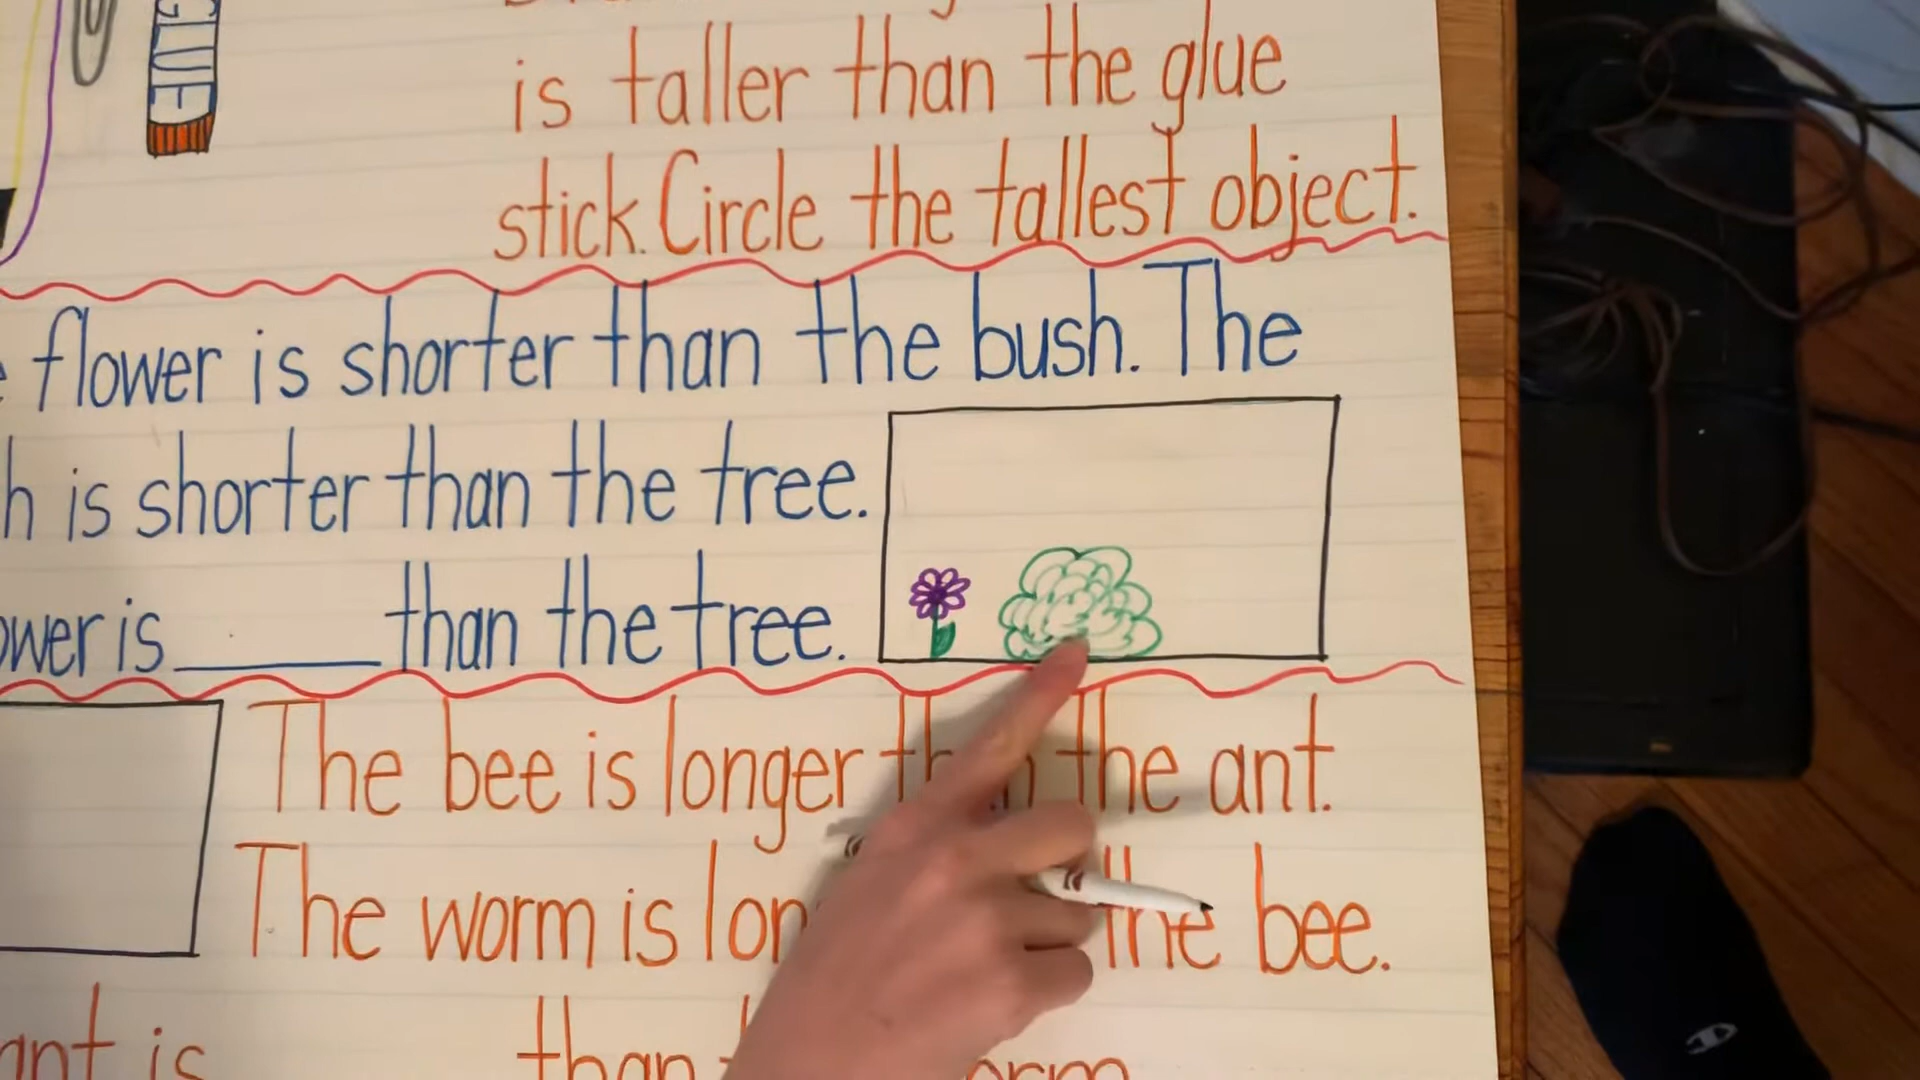 GLUE
is taller than the glue
stick. Circle the tallest object.
flower is shorter than the bush. The
h is shorter than the tree.
ower is ______ than the tree.
The bee is longer the ant.
The worm is lon the bee.
ant is than